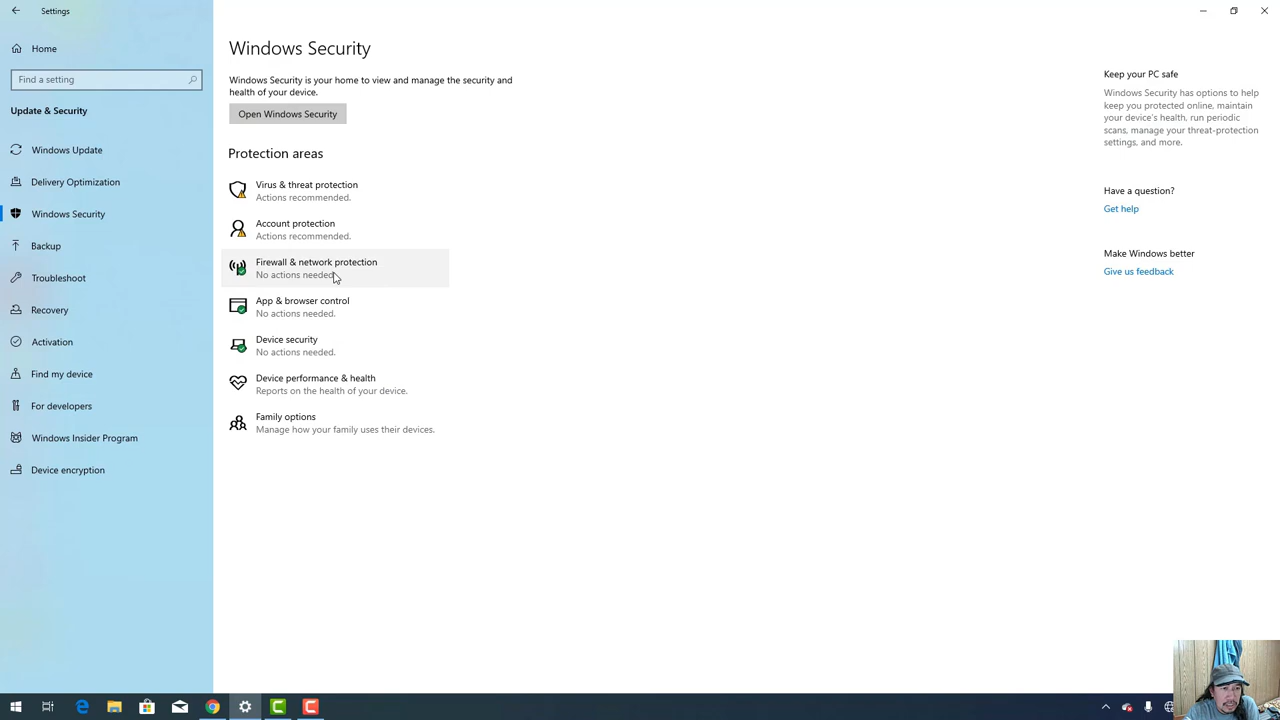 Settings
Home
Find a setting
Update & Security
Windows Update
Delivery Optimization
Windows Security
Backup
Troubleshoot
Recovery
Activation
Find my device
For developers
Windows Insider Program
Device encryption
Windows Security
Windows Security is your home to view and manage the security and
health of your device.
Open Windows Security
Protection areas
Virus & threat protection
Actions recommended.
Account protection
Actions recommended.
Firewall & network protection
No actions needed.
App & browser control
No actions needed.
Device security
No actions needed.
Device performance & health
Reports on the health of your device.
Family options
Manage how your family uses their devices.
Keep your PC safe
Windows Security has options to help
keep you protected online, maintain
your device's health, run periodic
scans, manage your threat-protection
settings, and more.
Have a question?
Get help
Make Windows better
Give us feedback